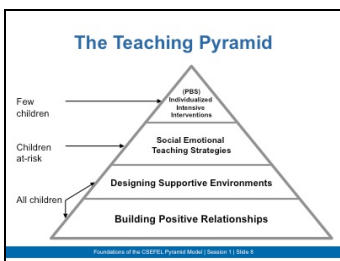 The Teaching Pyramid
(PBS)
Individualized
Intensive
Interventions
Few
children
Social Emotional
Teaching Strategies
Children
at-risk
Designing Supportive Environments
All children
Building Positive Relationships
Foundations of the CSEFEL Pyramid Model | Session 1 | Slide 8